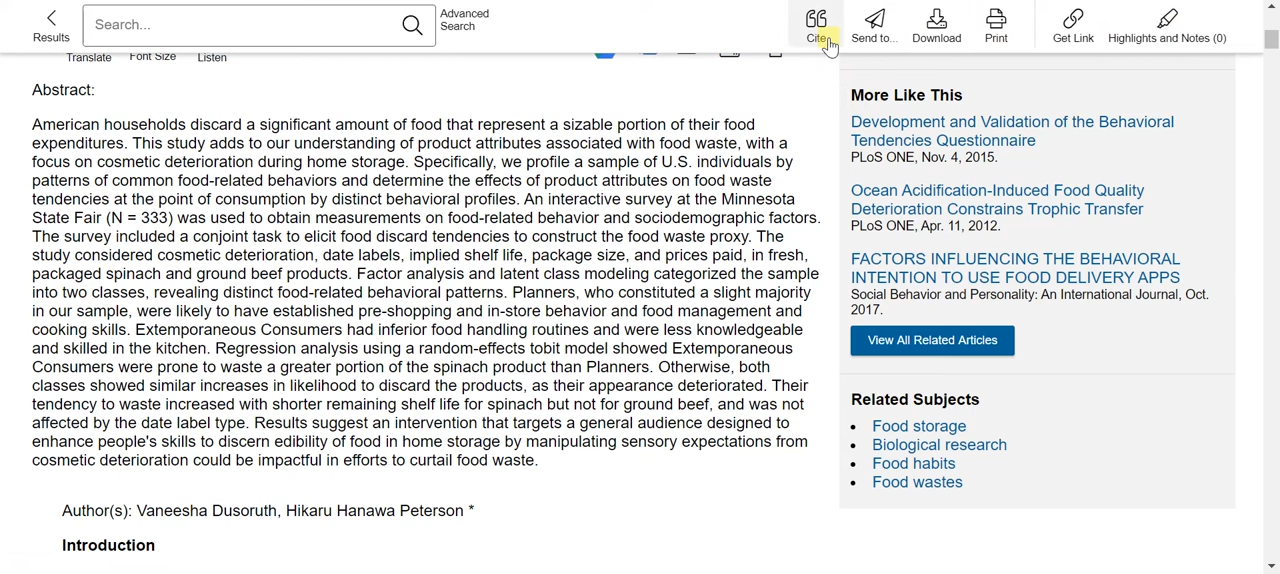 Results
Search...
Advanced
Search
Cite
Send to...
Download
Print
Get Link
Highlights and Notes (0)
Translate
Font Size
Listen
Abstract:
American households discard a significant amount of food that represent a sizable portion of their food
expenditures. This study adds to our understanding of product attributes associated with food waste, with a
focus on cosmetic deterioration during home storage. Specifically, we profile a sample of U.S. individuals by
patterns of common food-related behaviors and determine the effects of product attributes on food waste
tendencies at the point of consumption by distinct behavioral profiles. An interactive survey at the Minnesota
State Fair (N = 333) was used to obtain measurements on food-related behavior and sociodemographic factors.
The survey included a conjoint task to elicit food discard tendencies to construct the food waste proxy. The
study considered cosmetic deterioration, date labels, implied shelf life, package size, and prices paid, in fresh,
packaged spinach and ground beef products. Factor analysis and latent class modeling categorized the sample
into two classes, revealing distinct food-related behavioral patterns. Planners, who constituted a slight majority
in our sample, were likely to have established pre-shopping and in-store behavior and food management and
cooking skills. Extemporaneous Consumers had inferior food handling routines and were less knowledgeable
and skilled in the kitchen. Regression analysis using a random-effects tobit model showed Extemporaneous
Consumers were prone to waste a greater portion of the spinach product than Planners. Otherwise, both
classes showed similar increases in likelihood to discard the products, as their appearance deteriorated. Their
tendency to waste increased with shorter remaining shelf life for spinach but not for ground beef, and was not
affected by the date label type. Results suggest an intervention that targets a general audience designed to
enhance people's skills to discern edibility of food in home storage by manipulating sensory expectations from
cosmetic deterioration could be impactful in efforts to curtail food waste.
Author(s): Vaneesha Dusoruth, Hikaru Hanawa Peterson *
Introduction
More Like This
Development and Validation of the Behavioral
Tendencies Questionnaire
PLoS ONE, Nov. 4, 2015.
Ocean Acidification-Induced Food Quality
Deterioration Constrains Trophic Transfer
PLoS ONE, Apr. 11, 2012.
FACTORS INFLUENCING THE BEHAVIORAL
INTENTION TO USE FOOD DELIVERY APPS
Social Behavior and Personality: An International Journal, Oct.
2017.
View All Related Articles
Related Subjects
Food storage
Biological research
Food habits
Food wastes